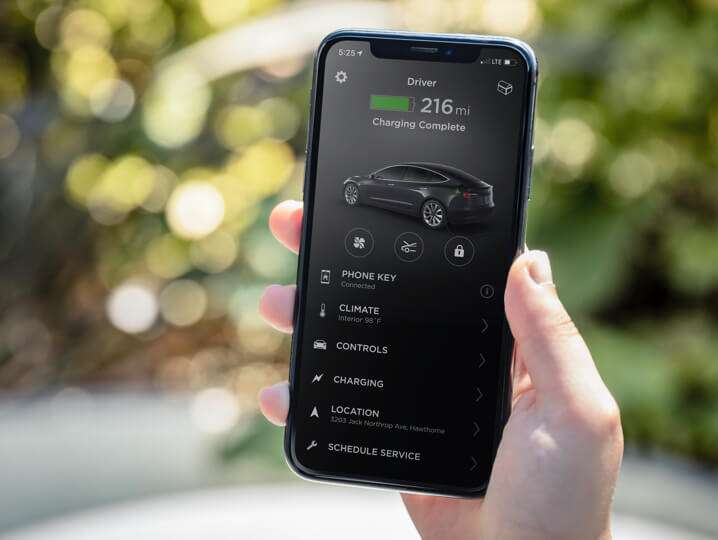 5:25 LTE
Driver
216 mi
Charging Complete
PHONE KEY
Connected
CLIMATE
Interior 98°F
CONTROLS
CHARGING
LOCATION
3203 Jack Northrop Ave, Hawthorne
SCHEDULE SERVICE